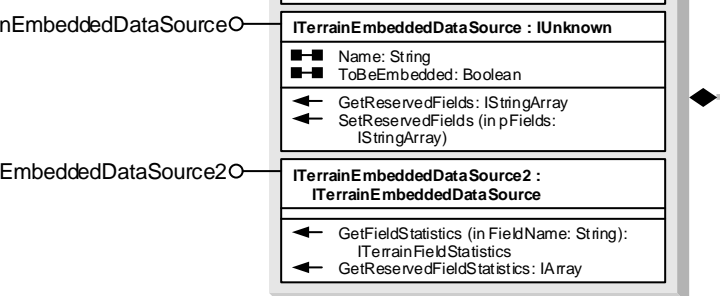 nEmbeddedDataSource
ITerrainEmbeddedDataSource : IUnknown
Name: String
ToBeEmbedded: Boolean
GetReservedFields: IStringArray
SetReservedFields (in pFields:
IStringArray)
EmbeddedDataSource2
ITerrainEmbeddedDataSource2 :
ITerrainEmbeddedDataSource
GetFieldStatistics (in FieldName: String):
ITerrainFieldStatistics
GetReservedFieldStatistics: IArray